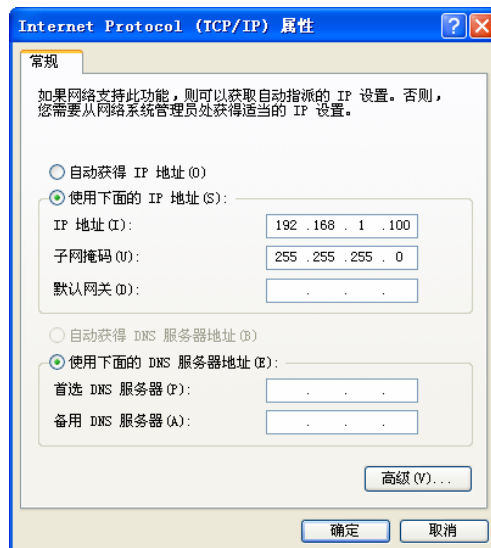 Internet Protocol (TCP/IP) 属性
常规
如果网络支持此功能，则可以获取自动指派的 IP 设置。否则，
您需要从网络系统管理员处获得适当的 IP 设置。
自动获得 IP 地址(O)
使用下面的 IP 地址(S):
IP 地址(I): 192 .168 . 1 .100
子网掩码(U): 255 .255 .255 . 0
默认网关(D): . . .
自动获得 DNS 服务器地址(B)
使用下面的 DNS 服务器地址(E):
首选 DNS 服务器(P): . . .
备用 DNS 服务器(A): . . .
高级(V)...
确定 取消